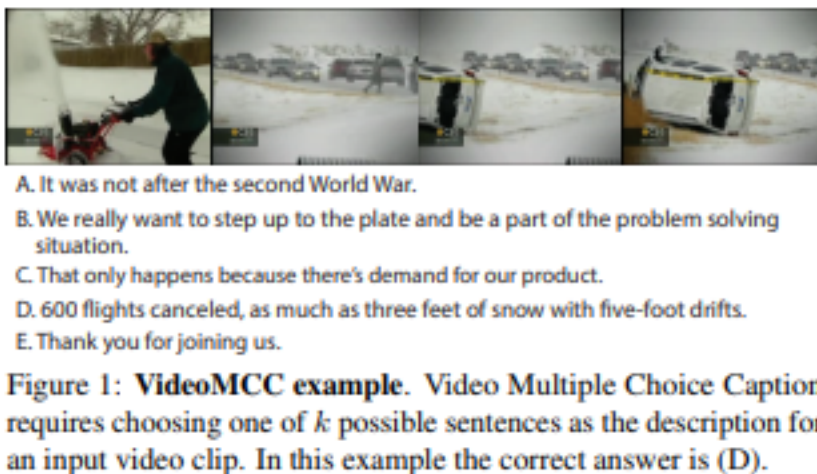 A. It was not after the second World War.
B. We really want to step up to the plate and be a part of the problem solving
situation.
C. That only happens because there's demand for our product.
D. 600 flights canceled, as much as three feet of snow with five-foot drifts.
E. Thank you for joining us.
Figure 1: VideoMCC example. Video Multiple Choice Caption
requires choosing one of k possible sentences as the description for
an input video clip. In this example the correct answer is (D).